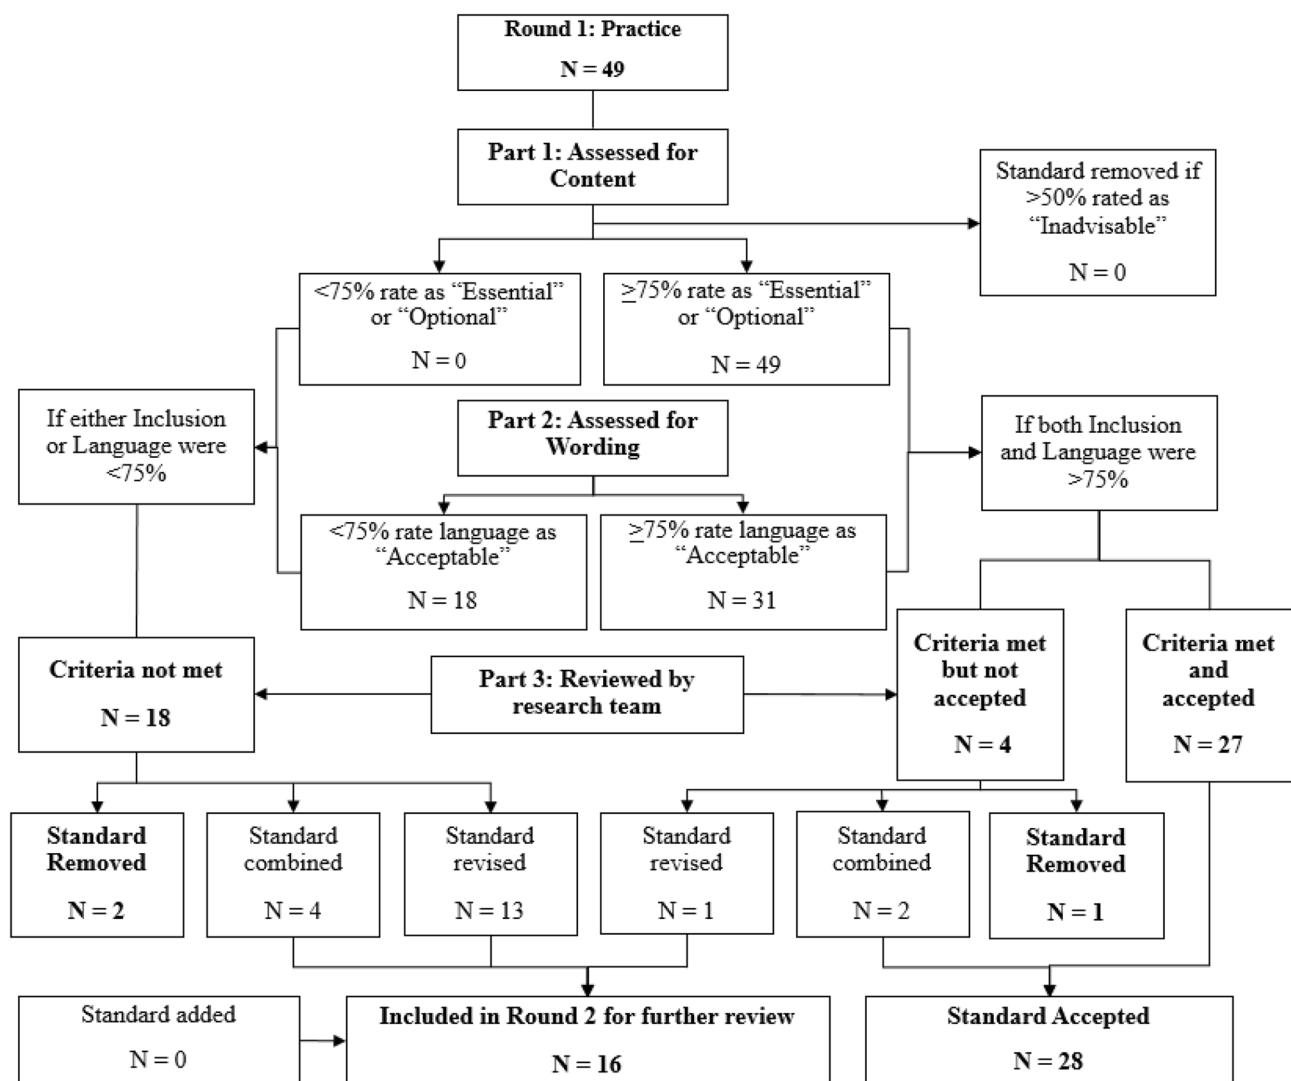 Round 1: Practice
N = 49
Part 1: Assessed for
Content
Standard removed if
>50% rated as
“Inadvisable”
N = 0
<75% rate as “Essential”
or “Optional”
N = 0
≥75% rate as “Essential”
or “Optional”
N = 49
If either Inclusion
or Language were
<75%
Part 2: Assessed for
Wording
If both Inclusion
and Language were
>75%
<75% rate language as
“Acceptable”
N = 18
≥75% rate language as
“Acceptable”
N = 31
Criteria not met
N = 18
Part 3: Reviewed by
research team
Criteria met
but not
accepted
N = 4
Criteria met
and
accepted
N = 27
Standard
Removed
N = 2
Standard
combined
N = 4
Standard
revised
N = 13
Standard
revised
N = 1
Standard
combined
N = 2
Standard
Removed
N = 1
Standard added
N = 0
Included in Round 2 for further review
N = 16
Standard Accepted
N = 28